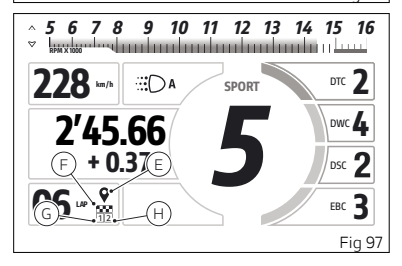 5 6 7 8 9 10 11 12 13 14 15 16
RPM X 1000
228 km/h A SPORT DTC 2
2'45.66 5 DWC 4
F E
+ 0.37 DSC 2
06 LAP EBC 3
G 1 2 H
Fig 97